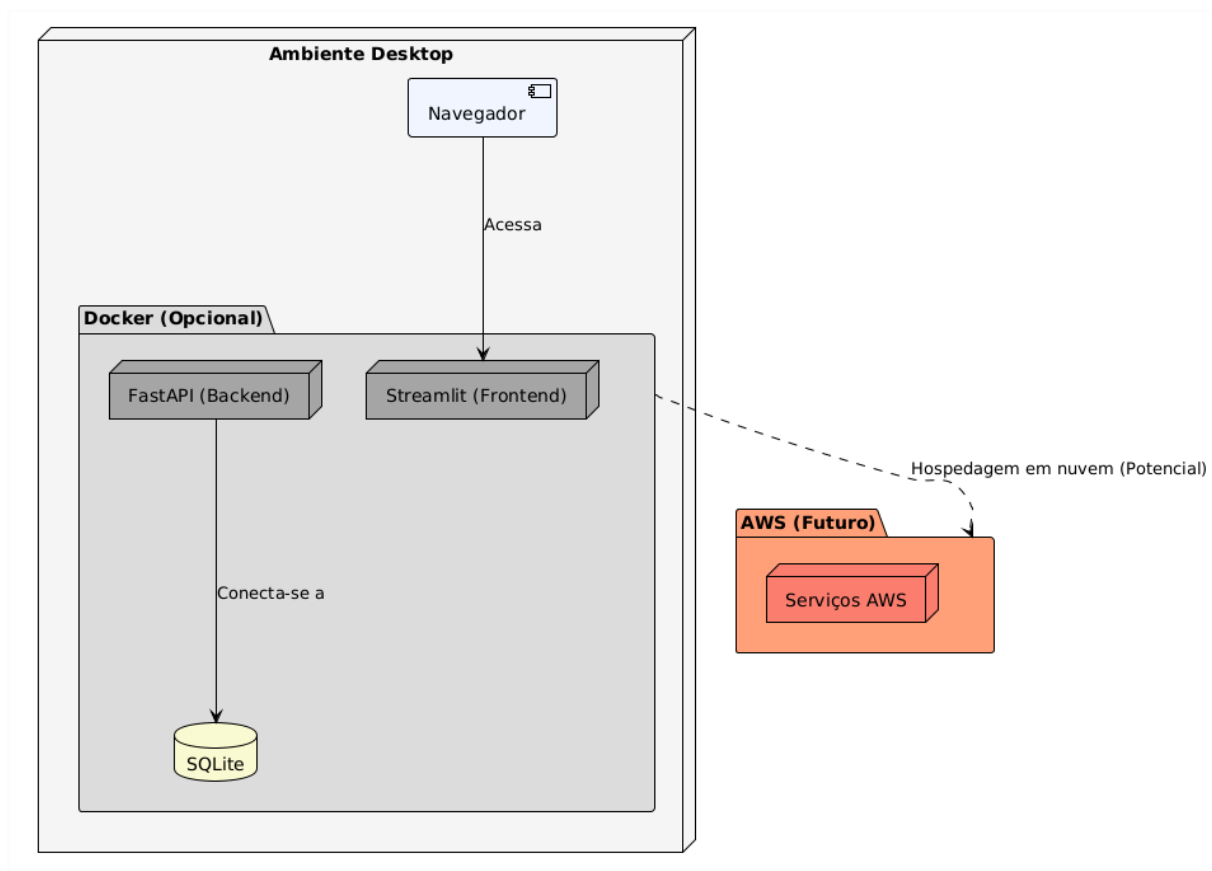 Ambiente Desktop
Navegador
Acessa
Docker (Opcional)
FastAPI (Backend)
Streamlit (Frontend)
Hospedagem em nuvem (Potencial)
AWS (Futuro)
Serviços AWS
Conecta-se a
SQLite